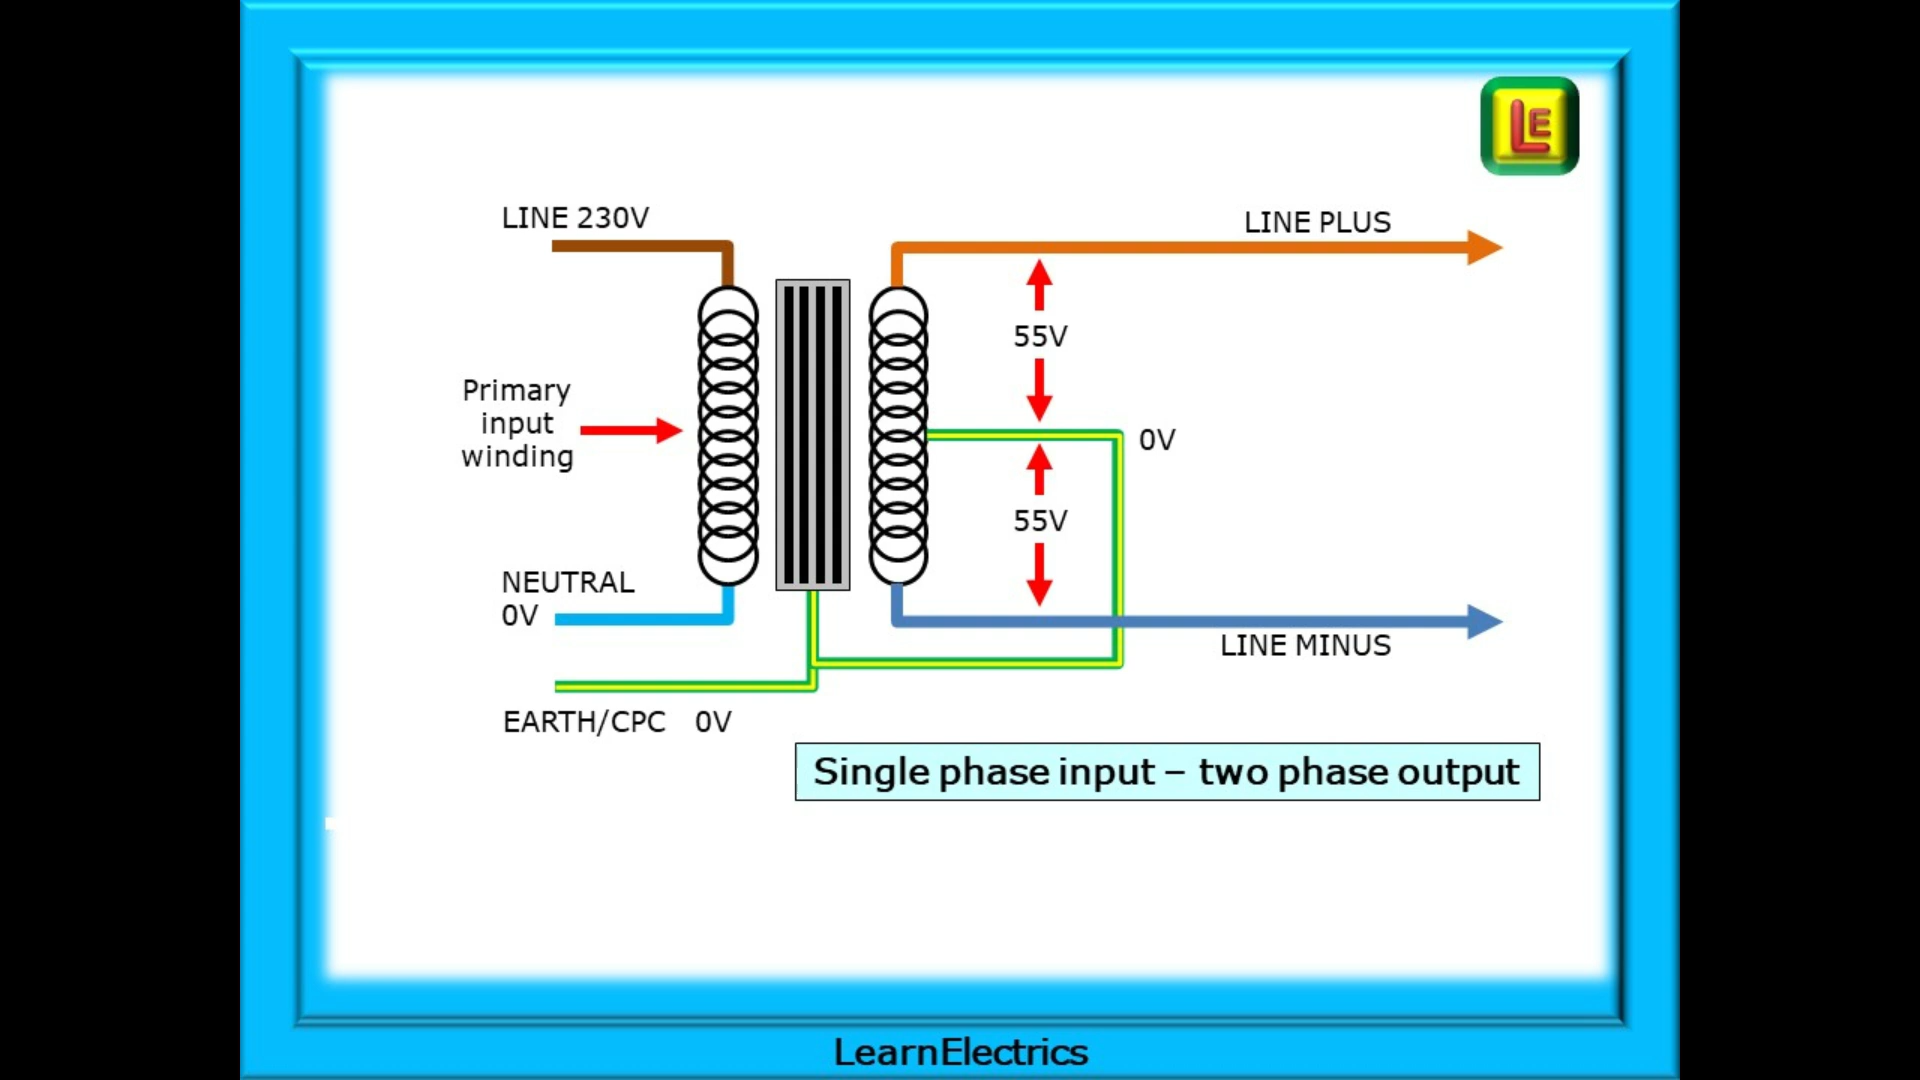 LE
LINE 230V
LINE PLUS
55V
Primary
input
winding
0V
55V
NEUTRAL
0V
LINE MINUS
EARTH/CPC 0V
Single phase input – two phase output
LearnElectrics